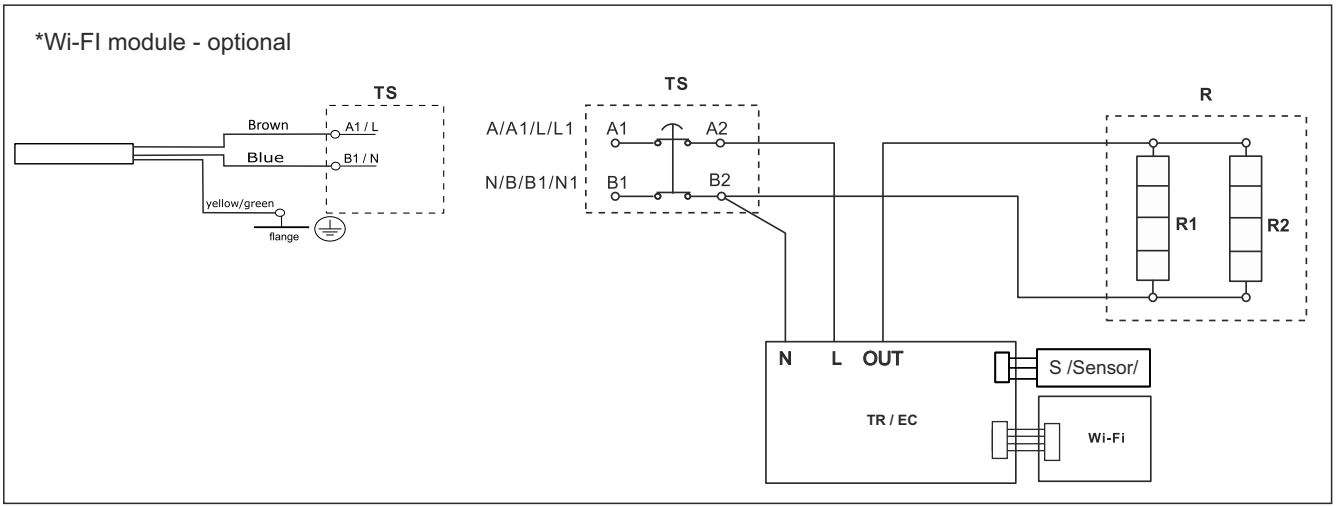 *Wi-FI module - optional
TS
Brown
A1 / L
Blue
B1 / N
yellow/green
flange
TS
A/A1/L/L1
A1
A2
N/B/B1/N1
B1
B2
R
R1
R2
N
L
OUT
TR / EC
S /Sensor/
Wi-Fi